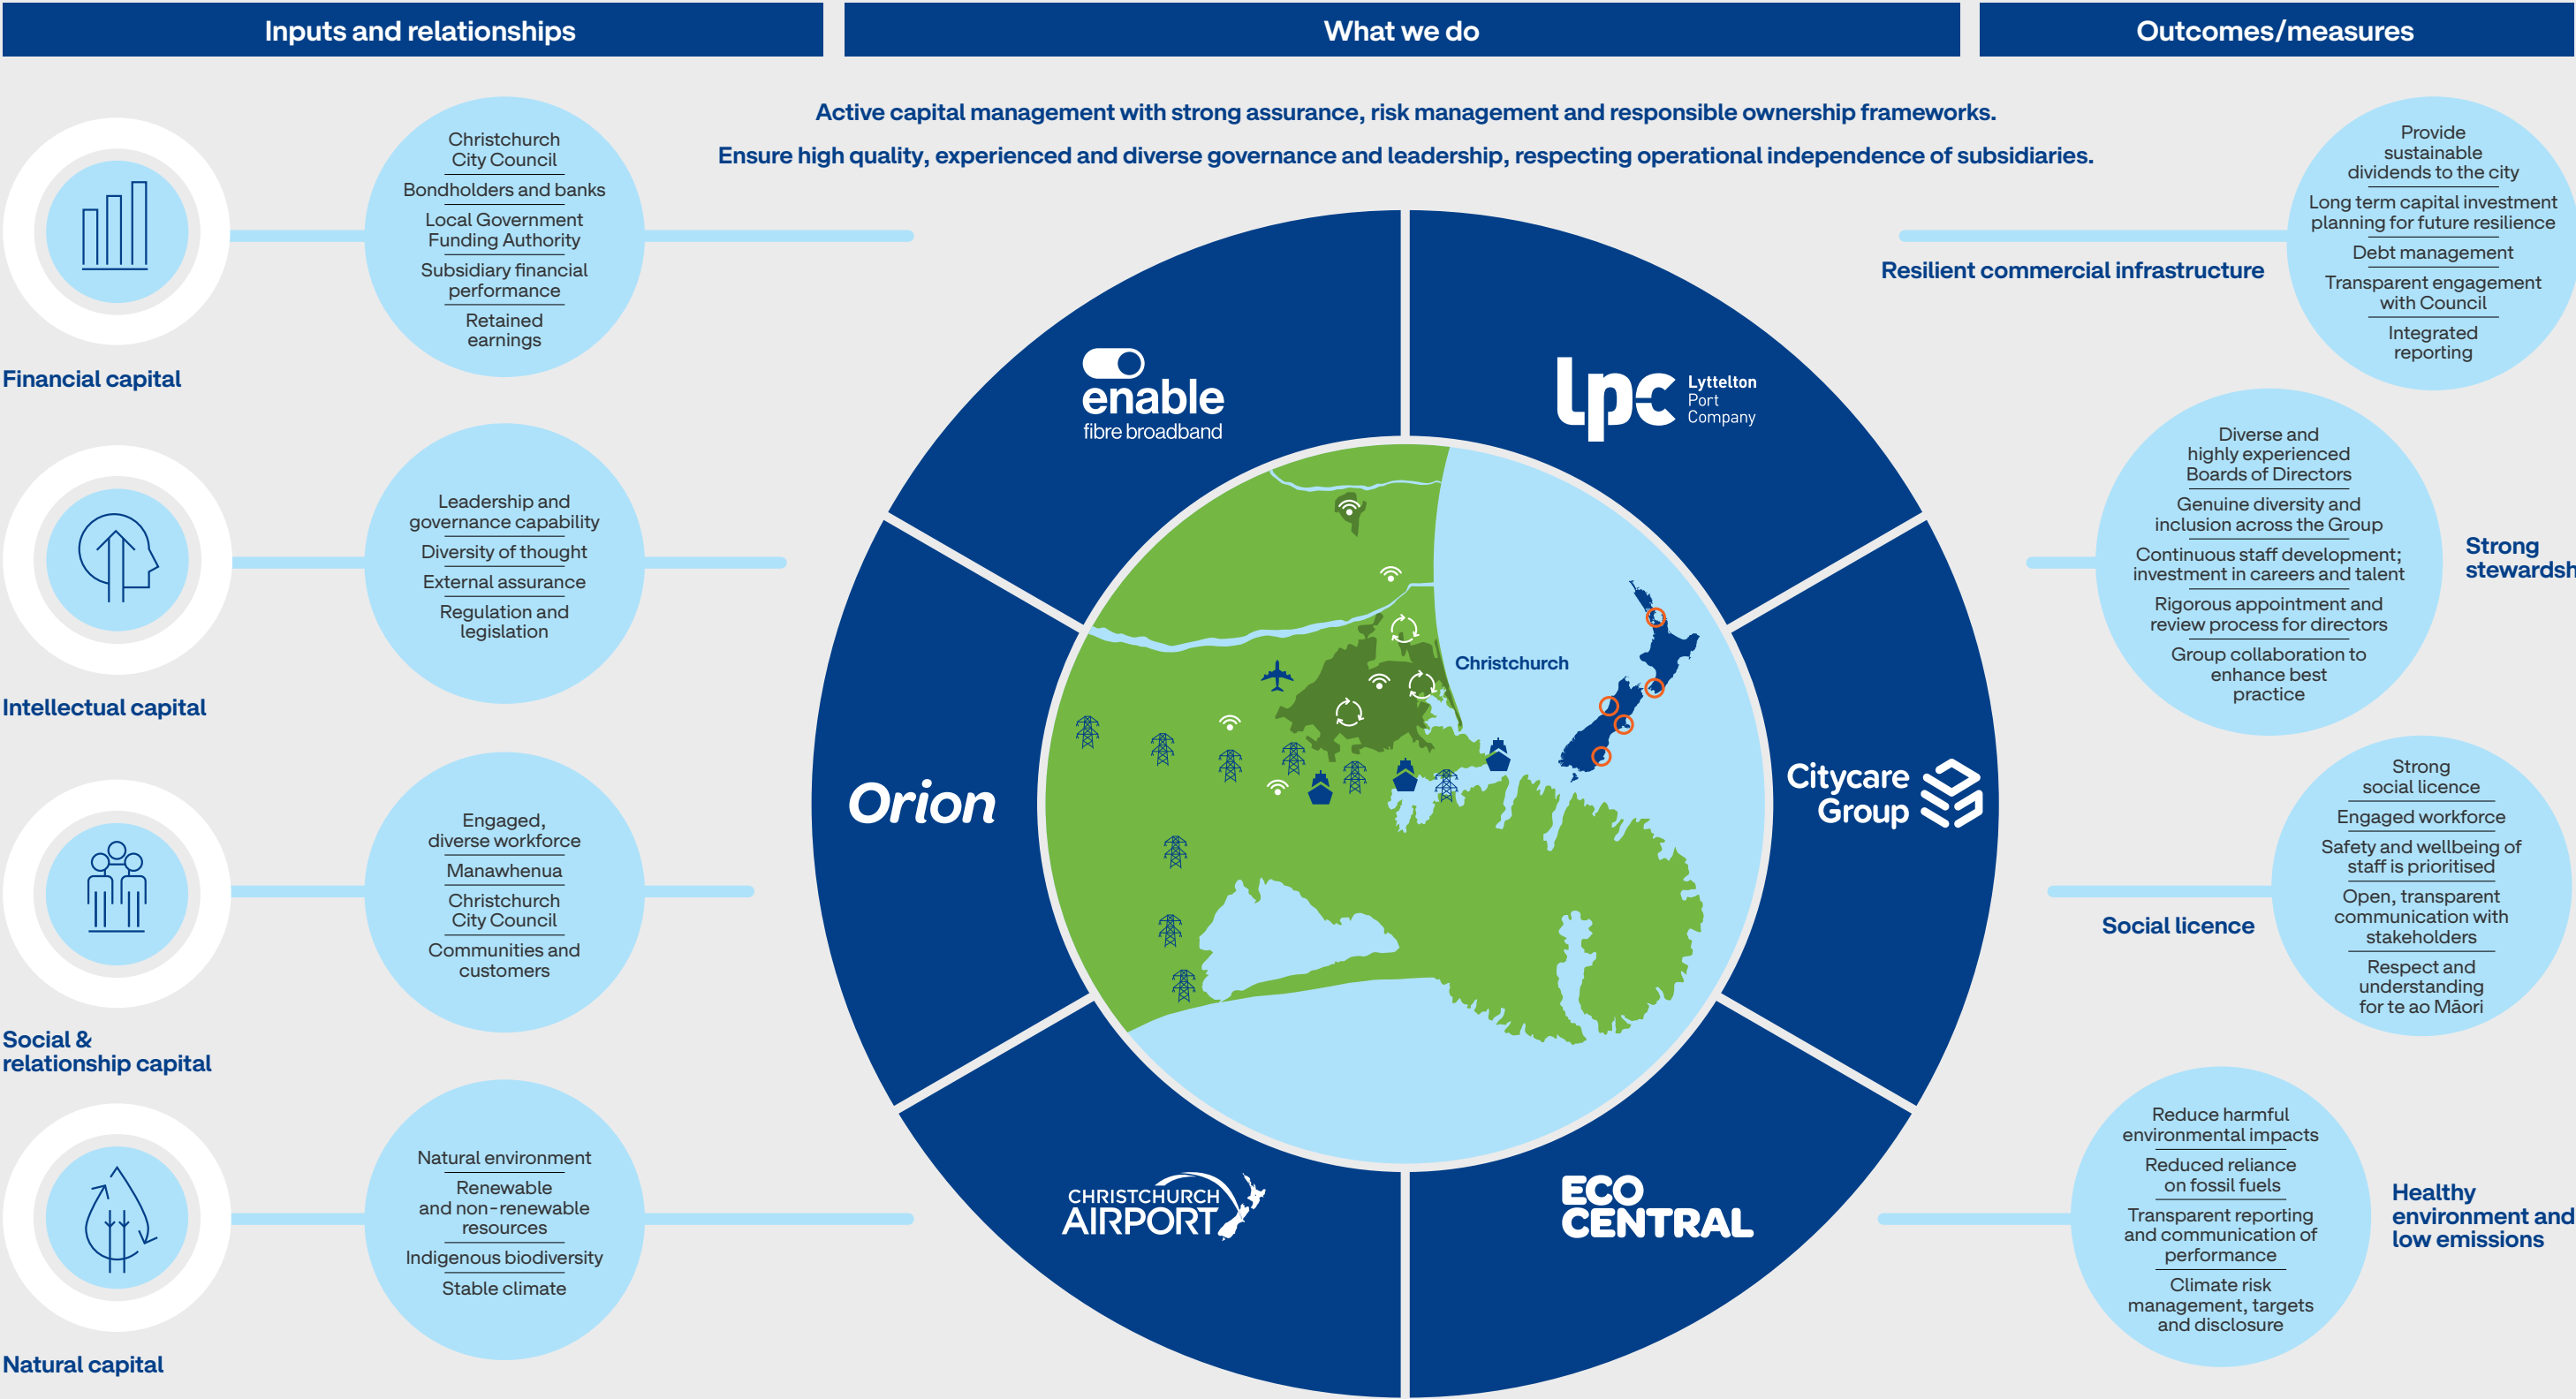 Inputs and relationships
What we do
Outcomes/measures
Active capital management with strong assurance, risk management and responsible ownership frameworks.
Ensure high quality, experienced and diverse governance and leadership, respecting operational independence of subsidiaries.
Christchurch
City Council
Bondholders and banks
Local Government
Funding Authority
Subsidiary financial
performance
Retained
earnings
Financial capital
Leadership and
governance capability
Diversity of thought
External assurance
Regulation and
legislation
Intellectual capital
Engaged,
diverse workforce
Manawhenua
Christchurch
City Council
Communities and
customers
Social &
relationship capital
Natural environment
Renewable
and non-renewable
resources
Indigenous biodiversity
Stable climate
Natural capital
enable
fibre broadband
lpc
Lyttelton
Port
Company
Orion
Christchurch
Citycare
Group
CHRISTCHURCH
AIRPORT
ECO
CENTRAL
Provide
sustainable
dividends to the city
Long term capital investment
planning for future resilience
Debt management
Transparent engagement
with Council
Integrated
reporting
Resilient commercial infrastructure
Diverse and
highly experienced
Boards of Directors
Genuine diversity and
inclusion across the Group
Continuous staff development;
investment in careers and talent
Rigorous appointment and
review process for directors
Group collaboration to
enhance best
practice
Strong
stewardsh
Strong
social licence
Engaged workforce
Safety and wellbeing of
staff is prioritised
Open, transparent
communication with
stakeholders
Respect and
understanding
for te ao Māori
Social licence
Reduce harmful
environmental impacts
Reduced reliance
on fossil fuels
Transparent reporting
and communication of
performance
Climate risk
management, targets
and disclosure
Healthy
environment and
low emissions